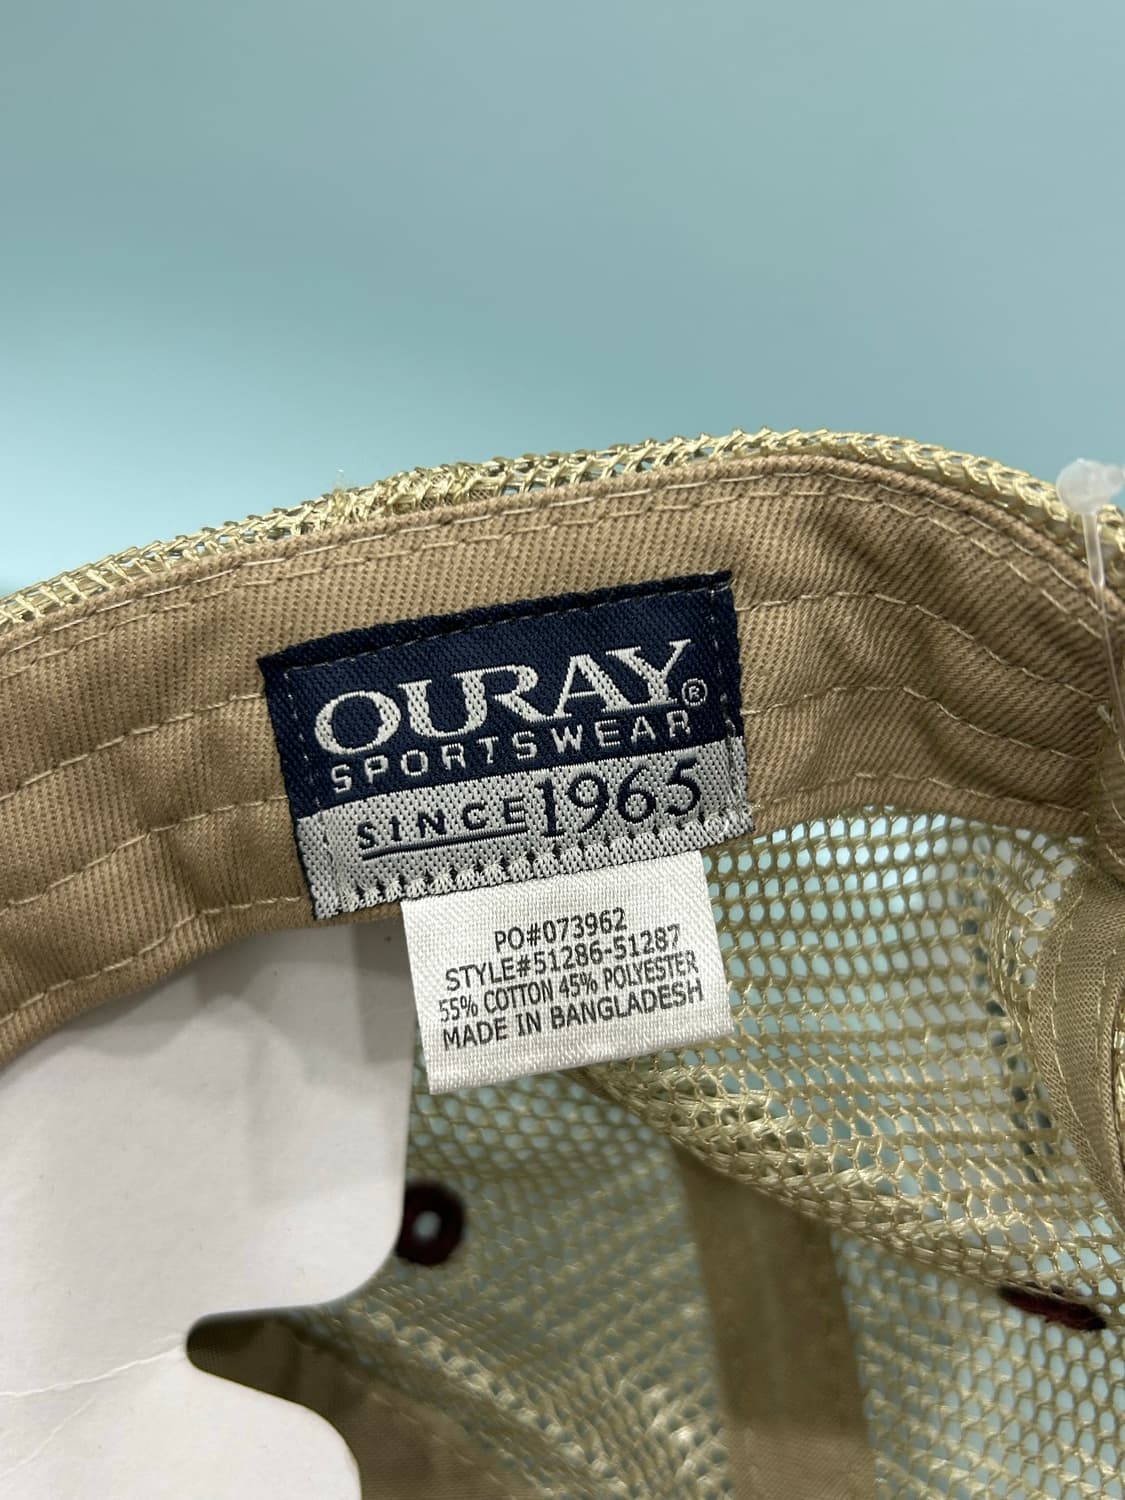 OURAY®
SPORTSWEAR
SINCE 1965
PO#073962
STYLE#51286-51287
55% COTTON 45% POLYESTER
MADE IN BANGLADESH